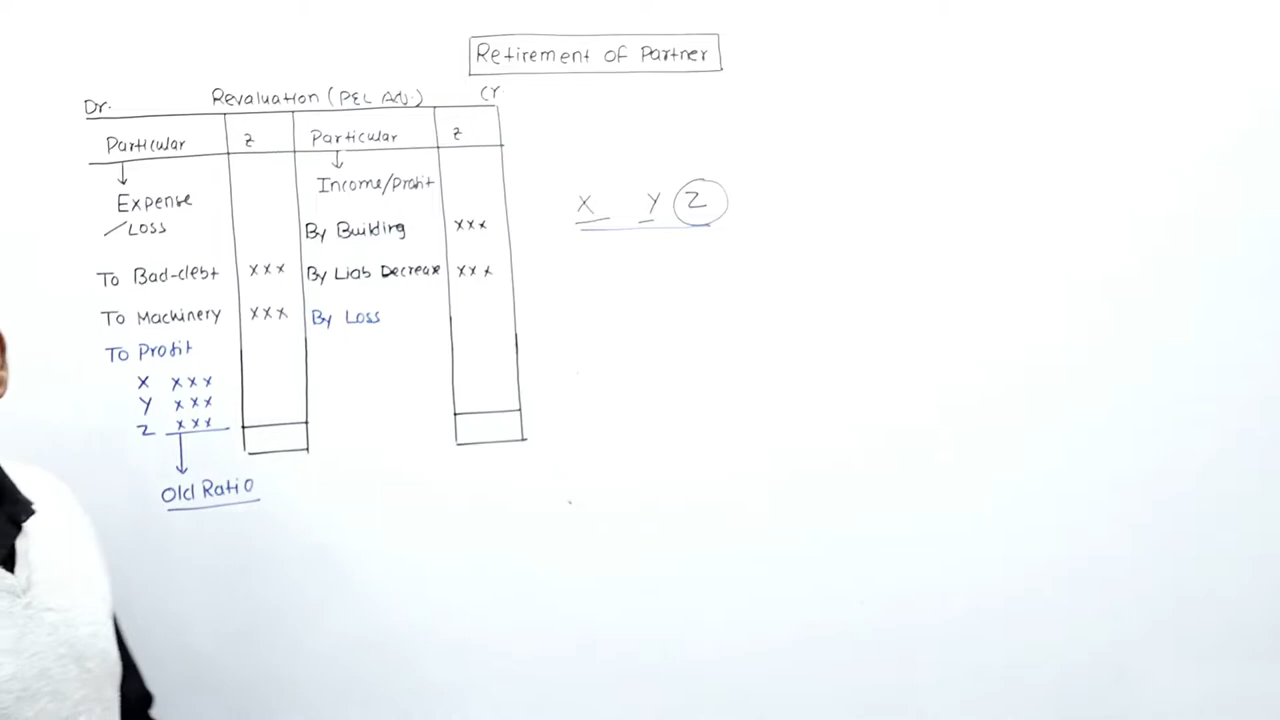 Retirement of Partner
Dr. Revaluation (P&L Adj.) Cr.
Particular ₹ Particular ₹
Expense
/Loss
Income/Profit
By Building xxx
To Bad-debt xxx By Liab Decrease xxx
To Machinery xxx By Loss
To Profit
X xxx
Y xxx
Z xxx
Old Ratio
X Y Z